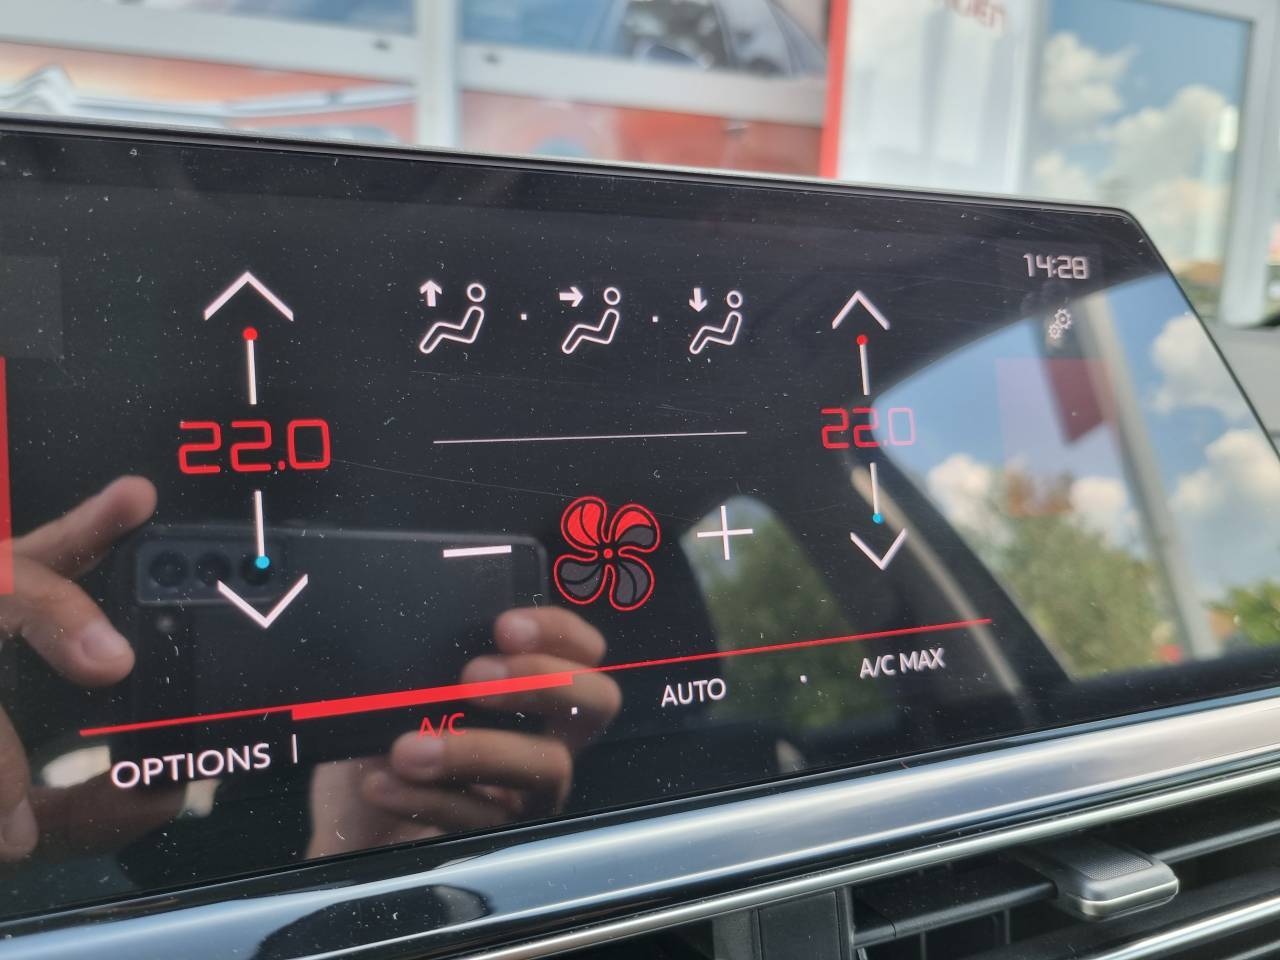 14:28
22.0
22.0
OPTIONS | A/C · AUTO · A/C MAX